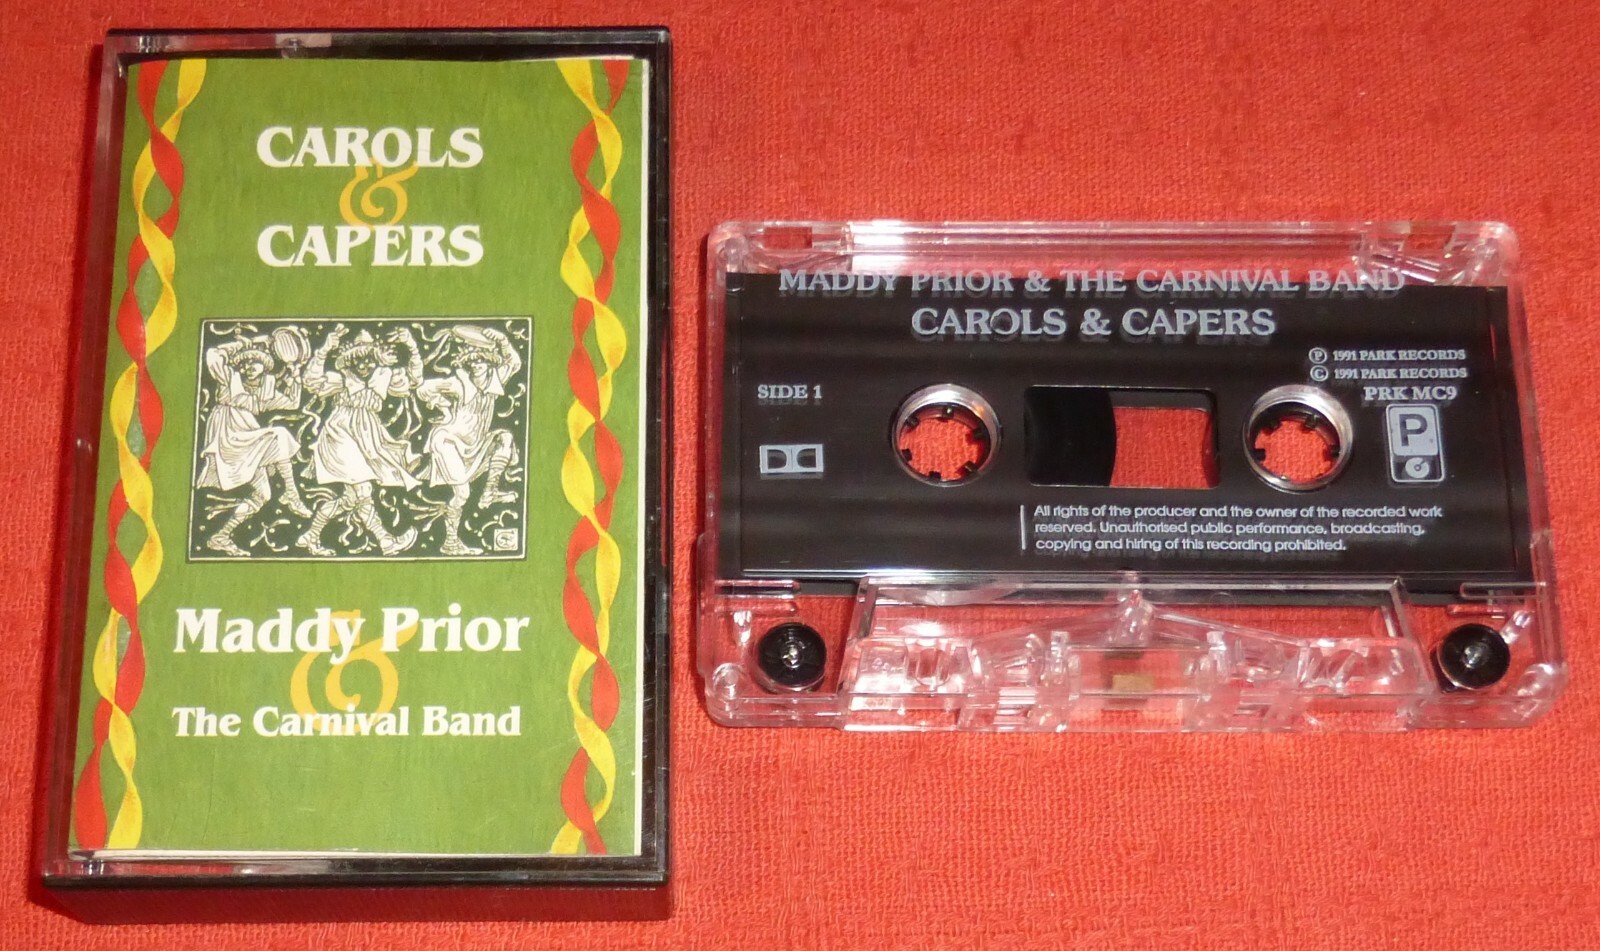 CAROLS
&
CAPERS
Maddy Prior
&
The Carnival Band
MADDY PRIOR & THE CARNIVAL BAND
CAROLS & CAPERS
Ⓟ 1991 PARK RECORDS
© 1991 PARK RECORDS
SIDE 1
PRK MC9
P
All rights of the producer and the owner of the recorded work
reserved. Unauthorised public performance, broadcasting,
copying and hiring of this recording prohibited.